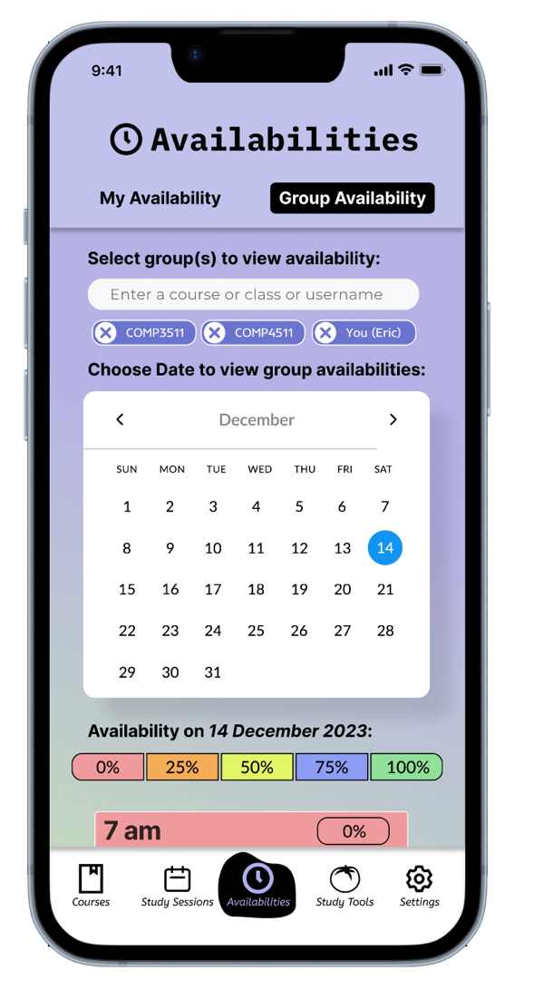 9:41
Availabilities
My Availability Group Availability
Select group(s) to view availability:
Enter a course or class or username
COMP3511 COMP4511 You (Eric)
Choose Date to view group availabilities:
December
SUN MON TUE WED THU FRI SAT
1 2 3 4 5 6 7
8 9 10 11 12 13 14
15 16 17 18 19 20 21
22 23 24 25 26 27 28
29 30 31
Availability on 14 December 2023:
0% 25% 50% 75% 100%
7 am 0%
Courses Study Sessions Availabilities Study Tools Settings